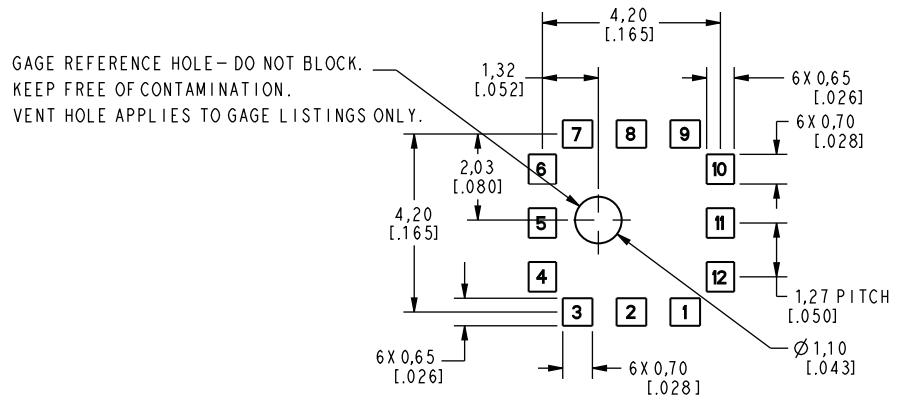 4,20
[.165]
GAGE REFERENCE HOLE- DO NOT BLOCK.
KEEP FREE OF CONTAMINATION.
VENT HOLE APPLIES TO GAGE LISTINGS ONLY.
1,32
[.052]
6X 0,65
[.026]
6X 0,70
[.028]
7
8
9
2,03
[.080]
6
10
4,20
[.165]
5
11
4
12
1,27 PITCH
[.050]
3
2
1
Ø 1,10
[.043]
6X 0,65
[.026]
6X 0,70
[.028]